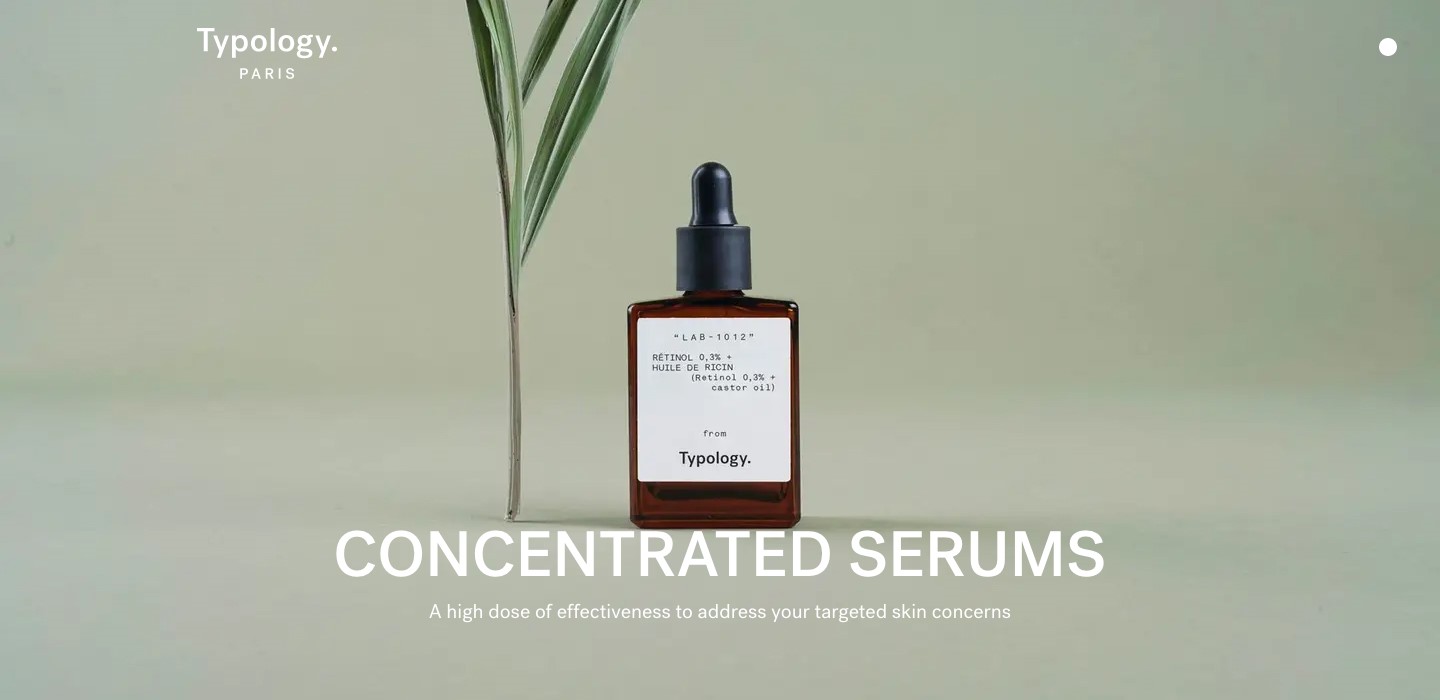 Typology.
PARIS
“LAB-1012”
RÉTINOL 0,3% +
HUILE DE RICIN
(Retinol 0,3% +
castor oil)
from
Typology.
CONCENTRATED SERUMS
A high dose of effectiveness to address your targeted skin concerns